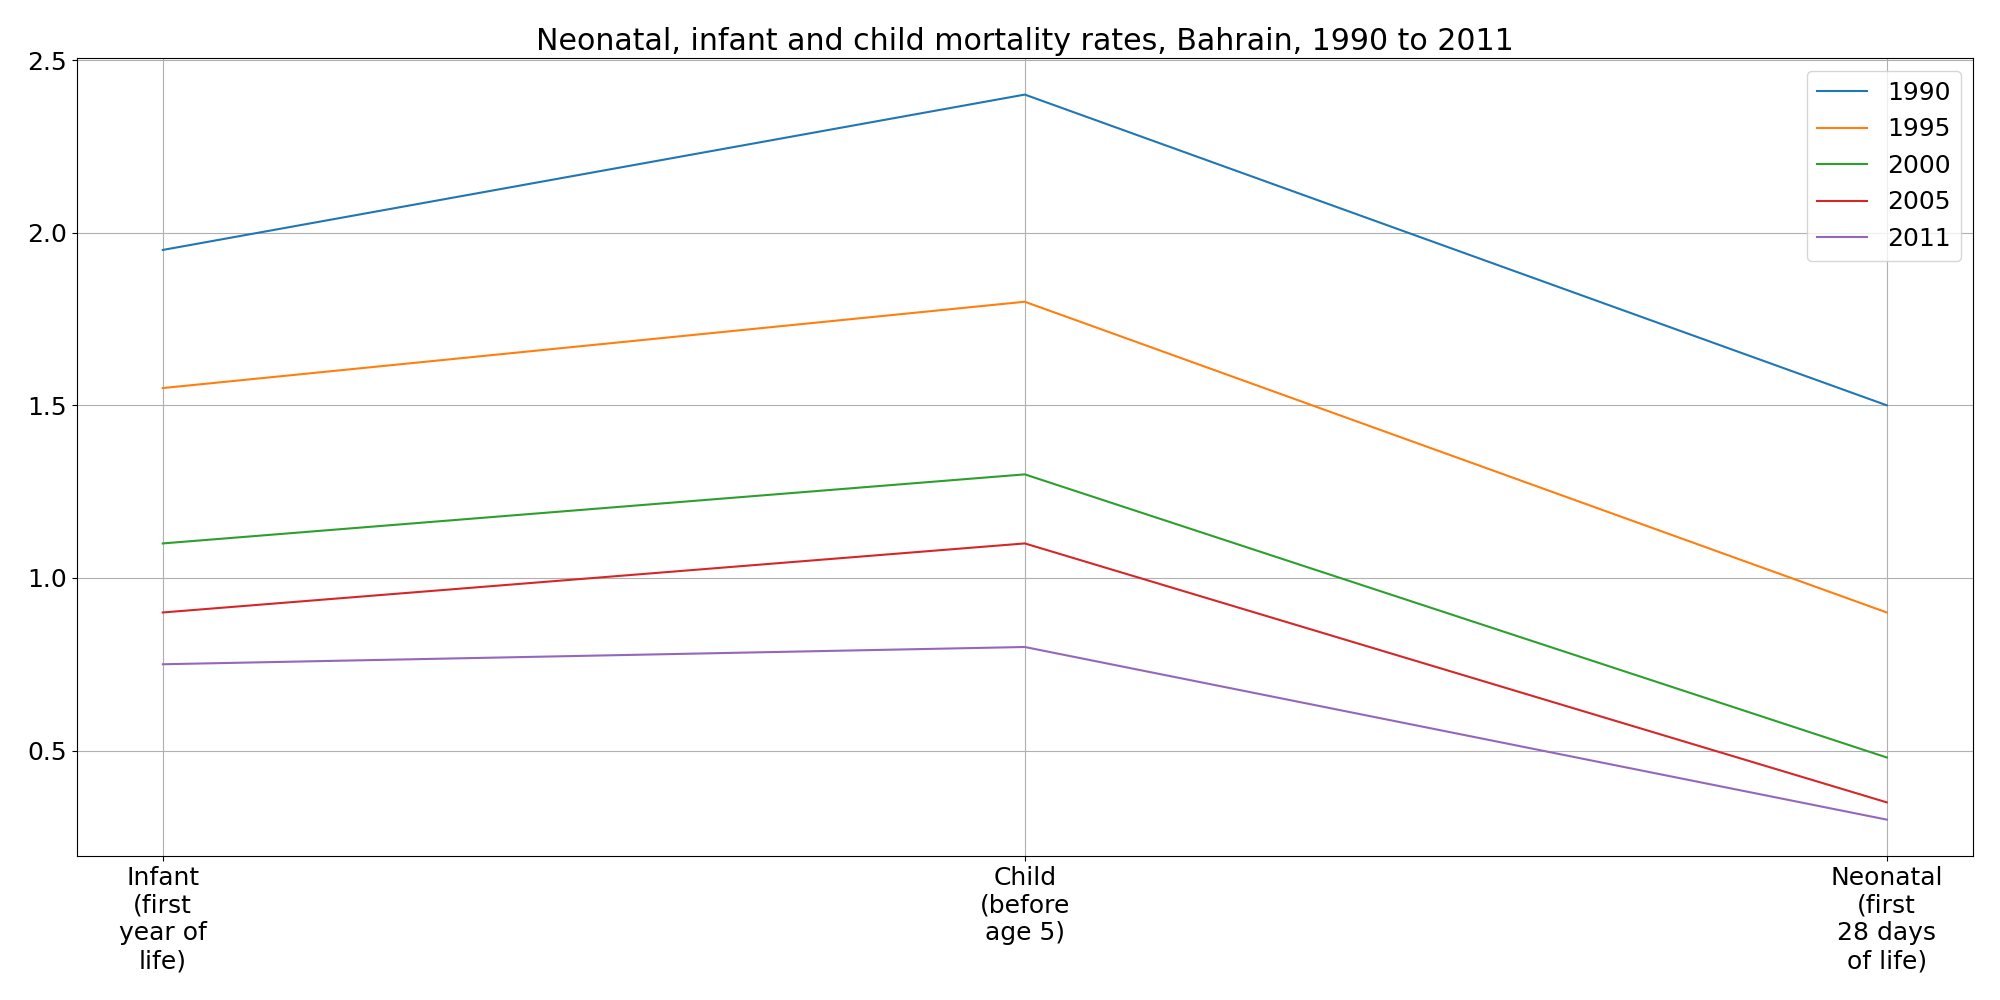 Neonatal, infant and child mortality rates, Bahrain, 1990 to 2011
2.5
2.0
1.5
1.0
0.5
1990
1995
2000
2005
2011
Infant
(first
year of
life)
Child
(before
age 5)
Neonatal
(first
28 days
of life)